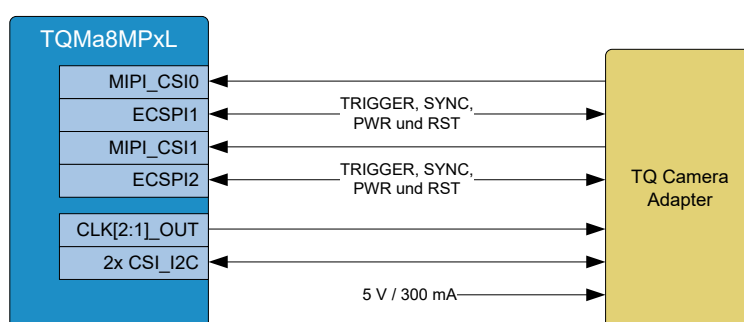 TQMa8MPxL
MIPI_CSI0
ECSPI1
TRIGGER, SYNC,
PWR und RST
MIPI_CSI1
ECSPI2
TRIGGER, SYNC,
PWR und RST
TQ Camera
Adapter
CLK[2:1]_OUT
2x CSI_I2C
5 V / 300 mA